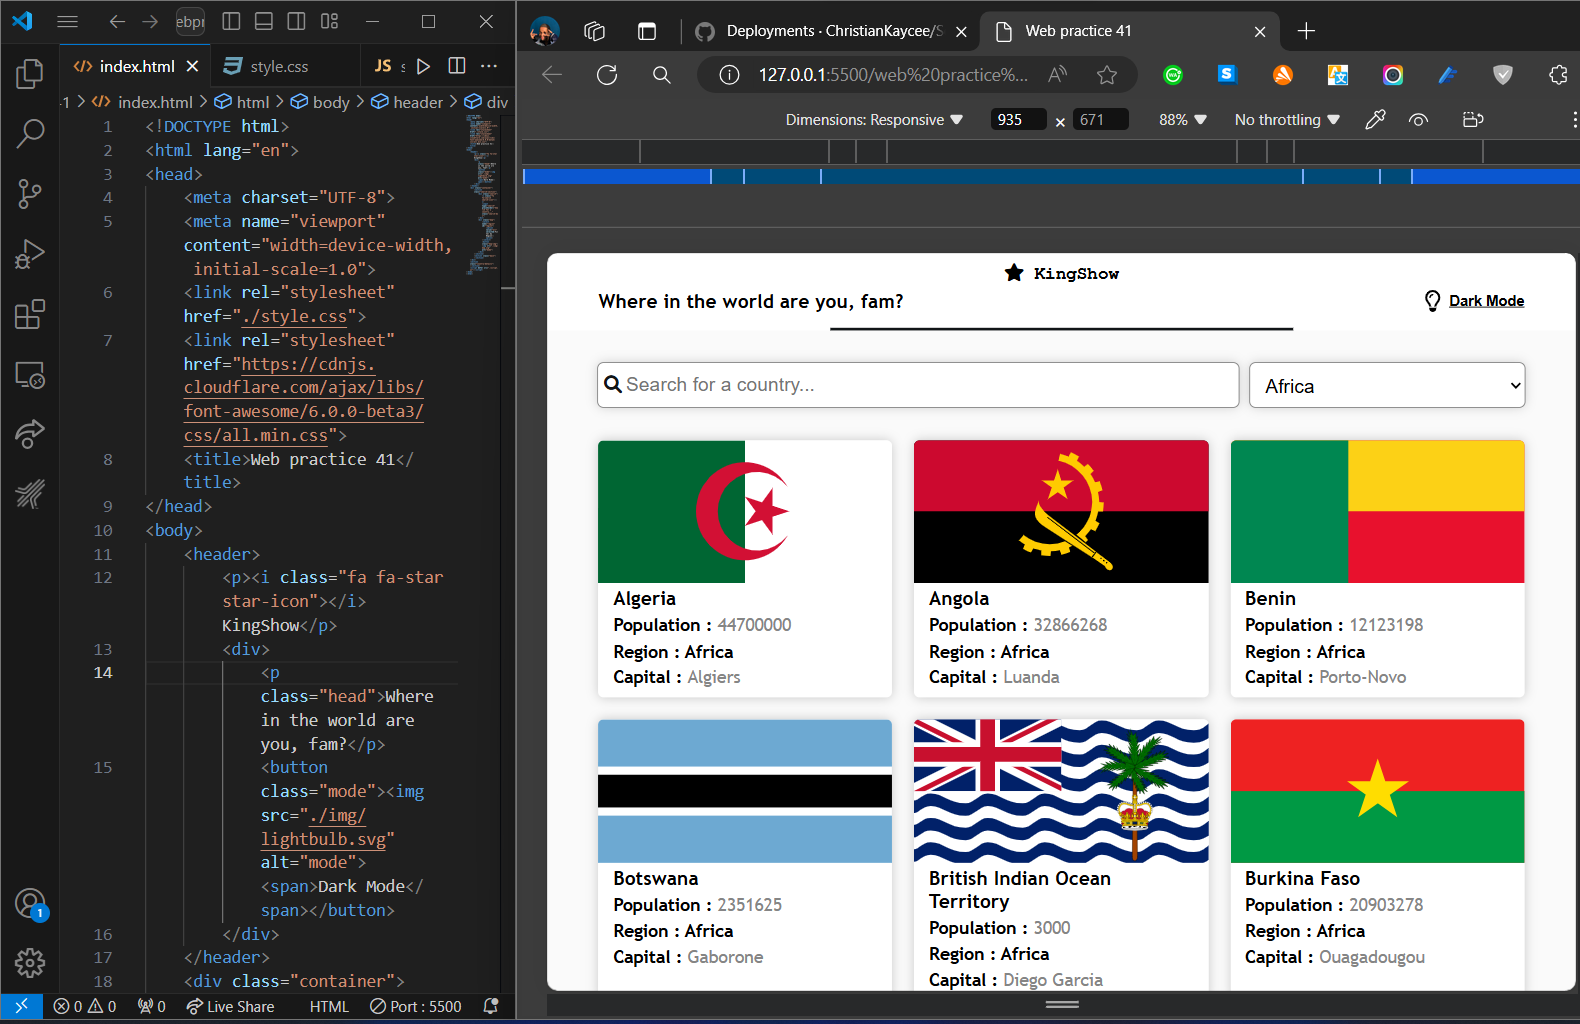 ebpr
index.html
style.css
JS s
-1 > index.html > html > body > header > div
1 <!DOCTYPE html>
2 <html lang="en">
3 <head>
4 <meta charset="UTF-8">
5 <meta name="viewport"
content="width=device-width,
initial-scale=1.0">
6 <link rel="stylesheet"
href="./style.css">
7 <link rel="stylesheet"
href="https://cdnjs.
cloudflare.com/ajax/libs/
font-awesome/6.0.0-beta3/
css/all.min.css">
8 <title>Web practice 41</
title>
9 </head>
10 <body>
11 <header>
12 <p><i class="fa fa-star
star-icon"></i>
KingShow</p>
13 <div>
14 <p
class="head">Where
in the world are
you, fam?</p>
15 <button
class="mode"><img
src="./img/
lightbulb.svg"
alt="mode">
<span>Dark Mode</
span></button>
16 </div>
17 </header>
18 <div class="container">
1
0 0 0 Live Share HTML Port : 5500
Deployments · ChristianKaycee/S
Web practice 41
127.0.0.1:5500/web%20practice%...
Dimensions: Responsive 935 × 671 88% No throttling
KingShow
Where in the world are you, fam?
Dark Mode
Search for a country...
Africa
Algeria
Population : 44700000
Region : Africa
Capital : Algiers
Angola
Population : 32866268
Region : Africa
Capital : Luanda
Benin
Population : 12123198
Region : Africa
Capital : Porto-Novo
Botswana
Population : 2351625
Region : Africa
Capital : Gaborone
British Indian Ocean
Territory
Population : 3000
Region : Africa
Capital : Diego Garcia
Burkina Faso
Population : 20903278
Region : Africa
Capital : Ouagadougou